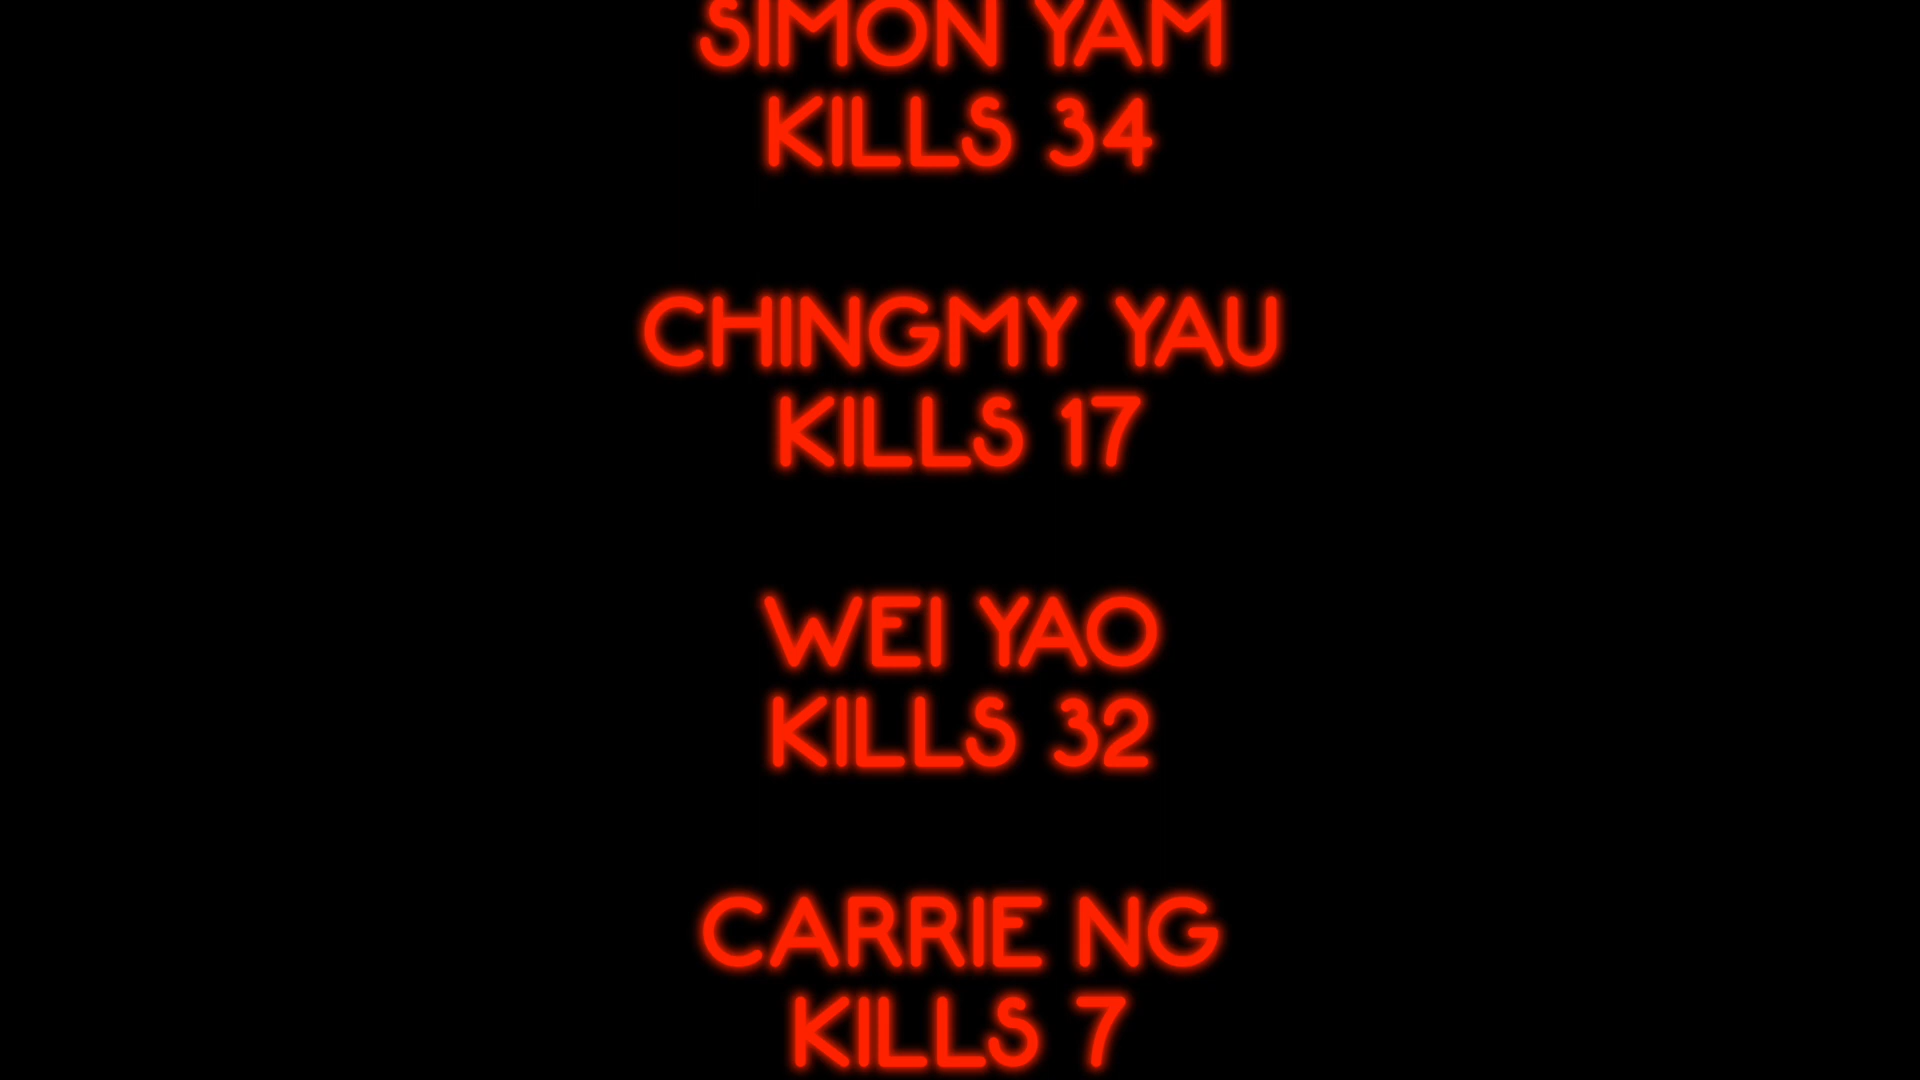 SIMON YAM
KILLS 34
CHINGMY YAU
KILLS 17
WEI YAO
KILLS 32
CARRIE NG
KILLS 7